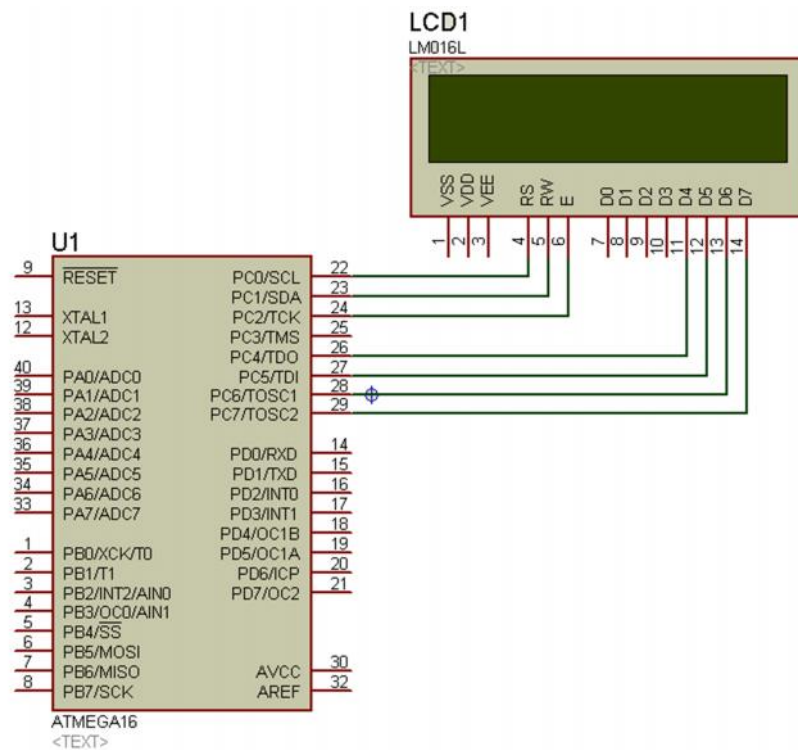 LCD1
LM016L
<TEXT>
VSS
VDD
VEE
RS
RW
E
D0
D1
D2
D3
D4
D5
D6
D7
1
2
3
4
5
6
7
8
9
10
11
12
13
14
U1
9 RESET
13 XTAL1
12 XTAL2
40 PA0/ADC0
39 PA1/ADC1
38 PA2/ADC2
37 PA3/ADC3
36 PA4/ADC4
35 PA5/ADC5
34 PA6/ADC6
33 PA7/ADC7
1 PB0/XCK/T0
2 PB1/T1
3 PB2/INT2/AIN0
4 PB3/OC0/AIN1
5 PB4/SS
6 PB5/MOSI
7 PB6/MISO
8 PB7/SCK
PC0/SCL 22
PC1/SDA 23
PC2/TCK 24
PC3/TMS 25
PC4/TDO 26
PC5/TDI 27
PC6/TOSC1 28
PC7/TOSC2 29
PD0/RXD 14
PD1/TXD 15
PD2/INT0 16
PD3/INT1 17
PD4/OC1B 18
PD5/OC1A 19
PD6/ICP 20
PD7/OC2 21
AVCC 30
AREF 32
ATMEGA16
<TEXT>